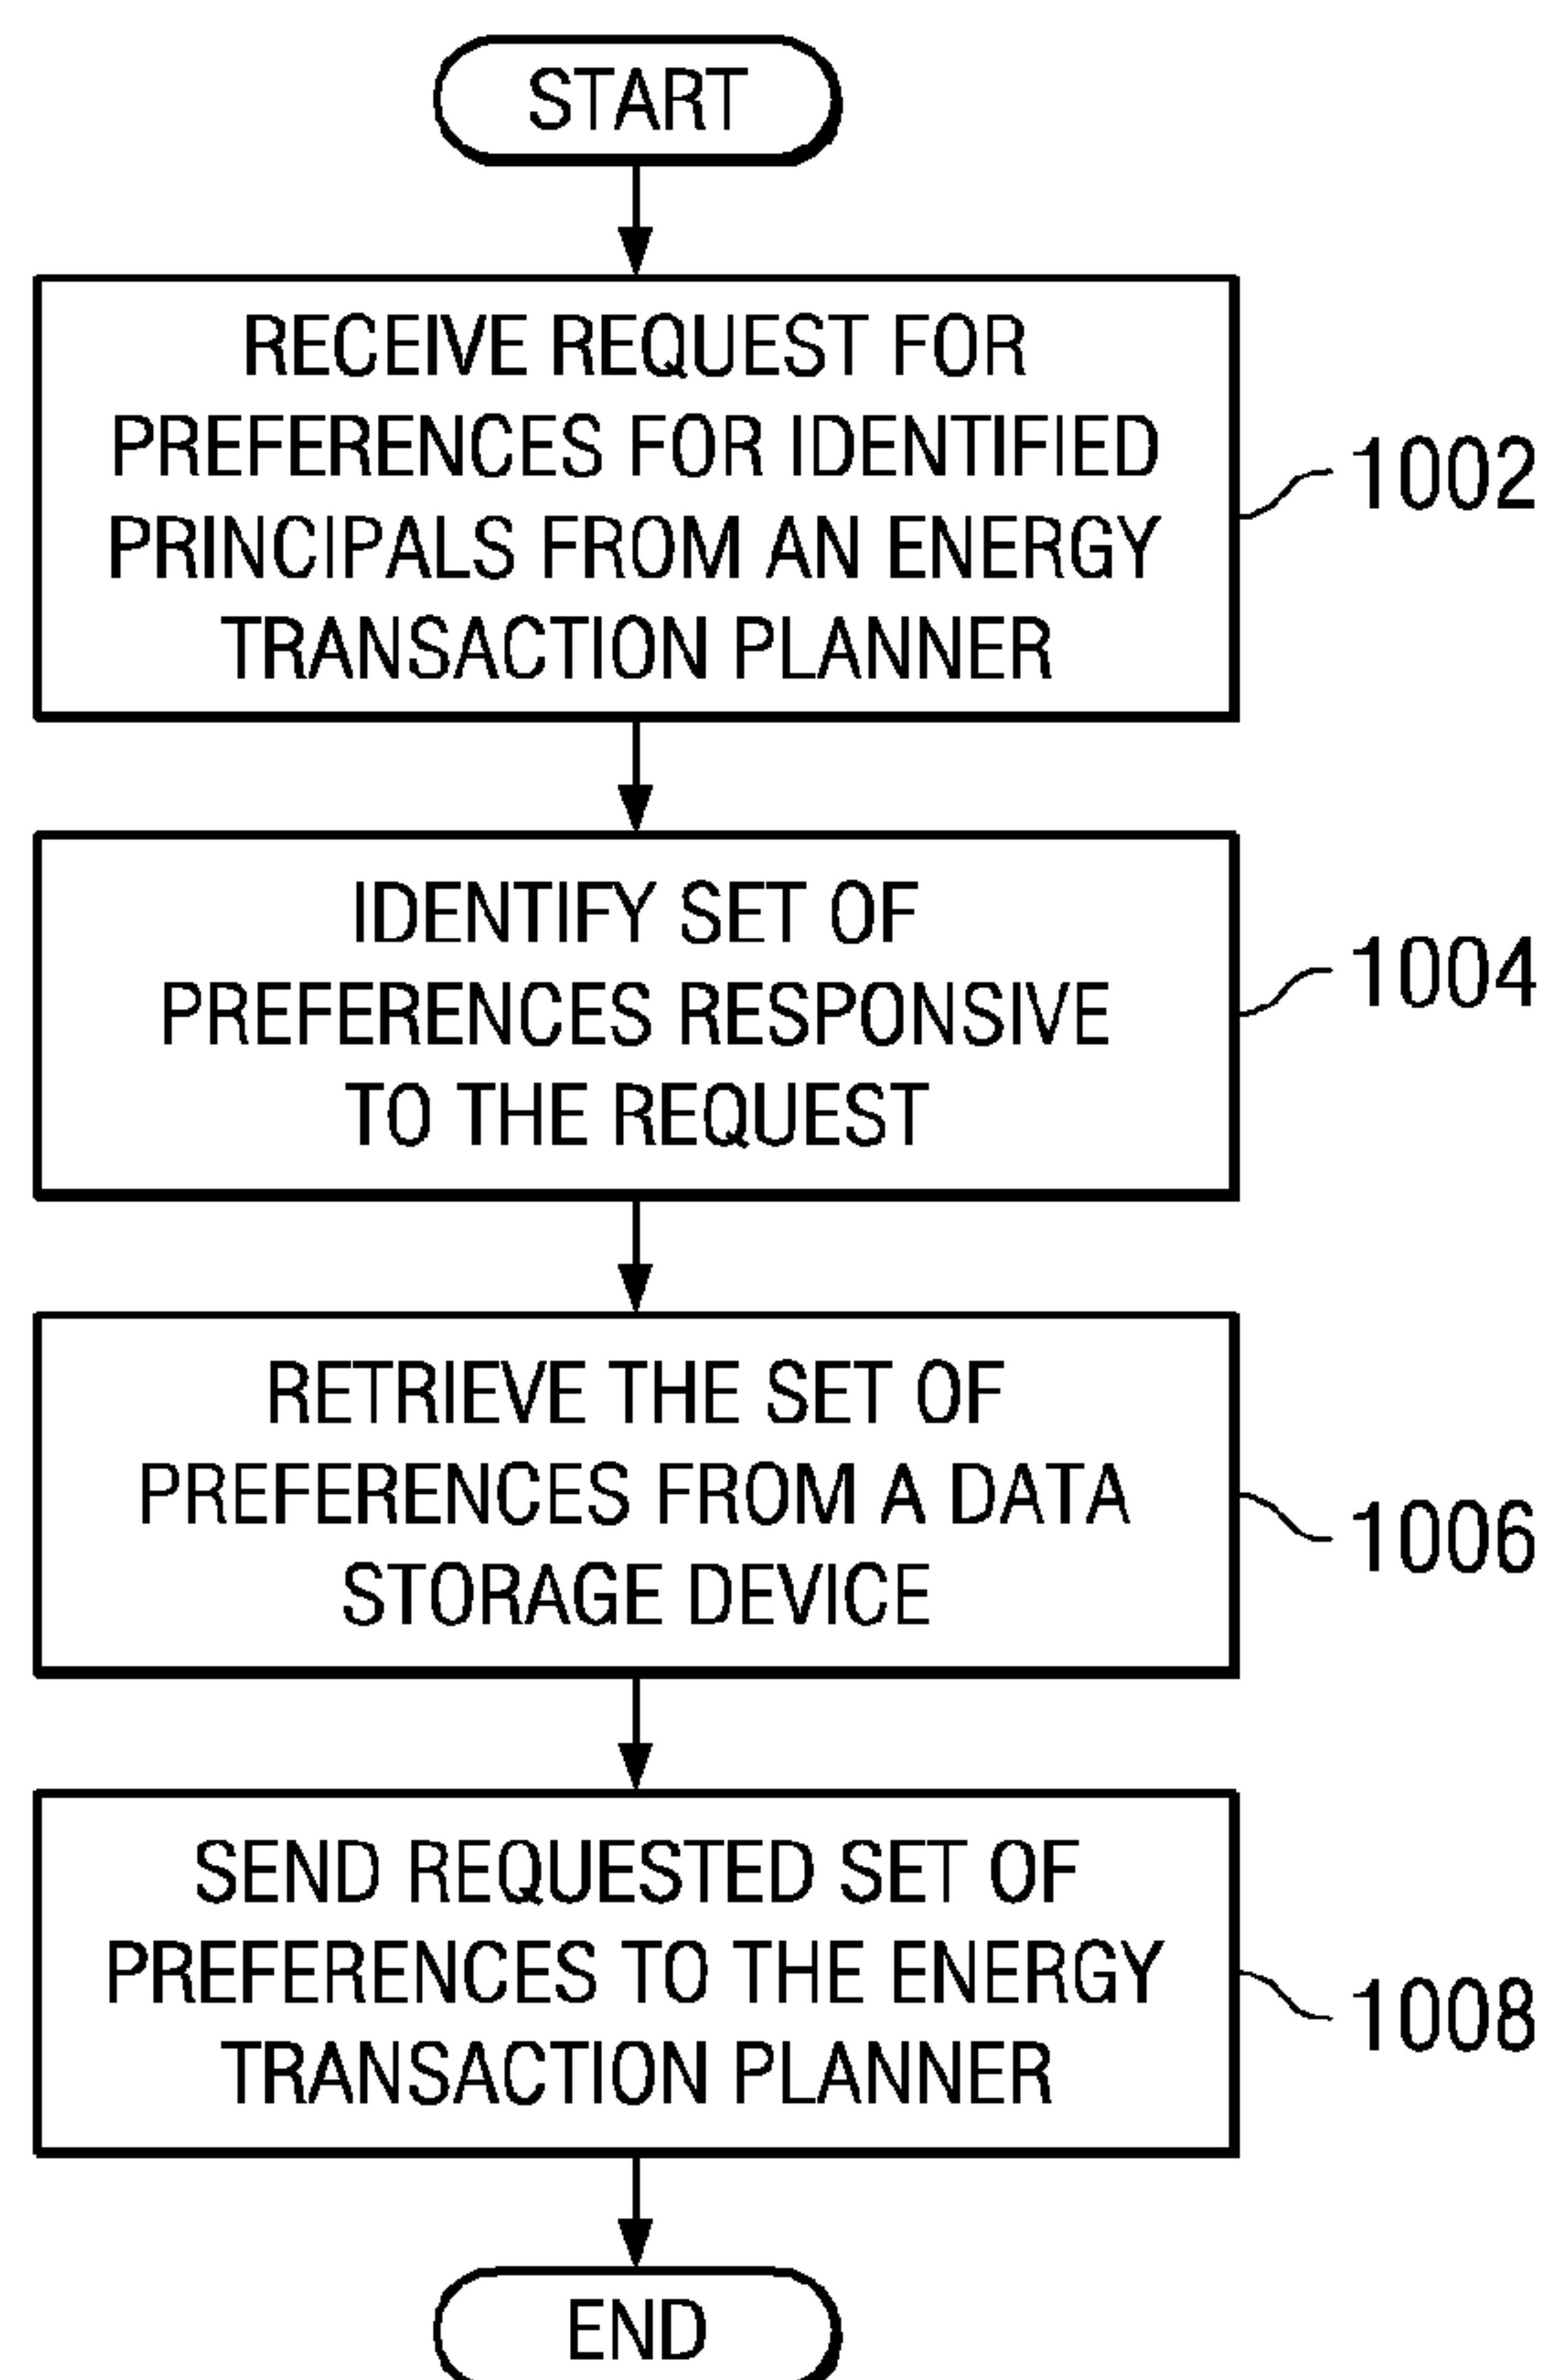 START
RECEIVE REQUEST FOR
PREFERENCES FOR IDENTIFIED
PRINCIPALS FROM AN ENERGY
TRANSACTION PLANNER
1002
IDENTIFY SET OF
PREFERENCES RESPONSIVE
TO THE REQUEST
1004
RETRIEVE THE SET OF
PREFERENCES FROM A DATA
STORAGE DEVICE
1006
SEND REQUESTED SET OF
PREFERENCES TO THE ENERGY
TRANSACTION PLANNER
1008
END